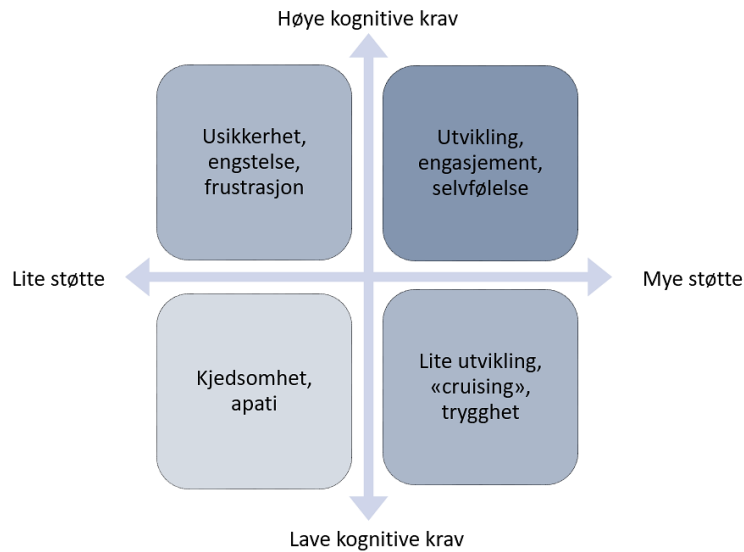 Høye kognitive krav
Usikkerhet,
engstelse,
frustrasjon
Utvikling,
engasjement,
selvfølelse
Lite støtte
Mye støtte
Kjedsomhet,
apati
Lite utvikling,
«cruising»,
trygghet
Lave kognitive krav